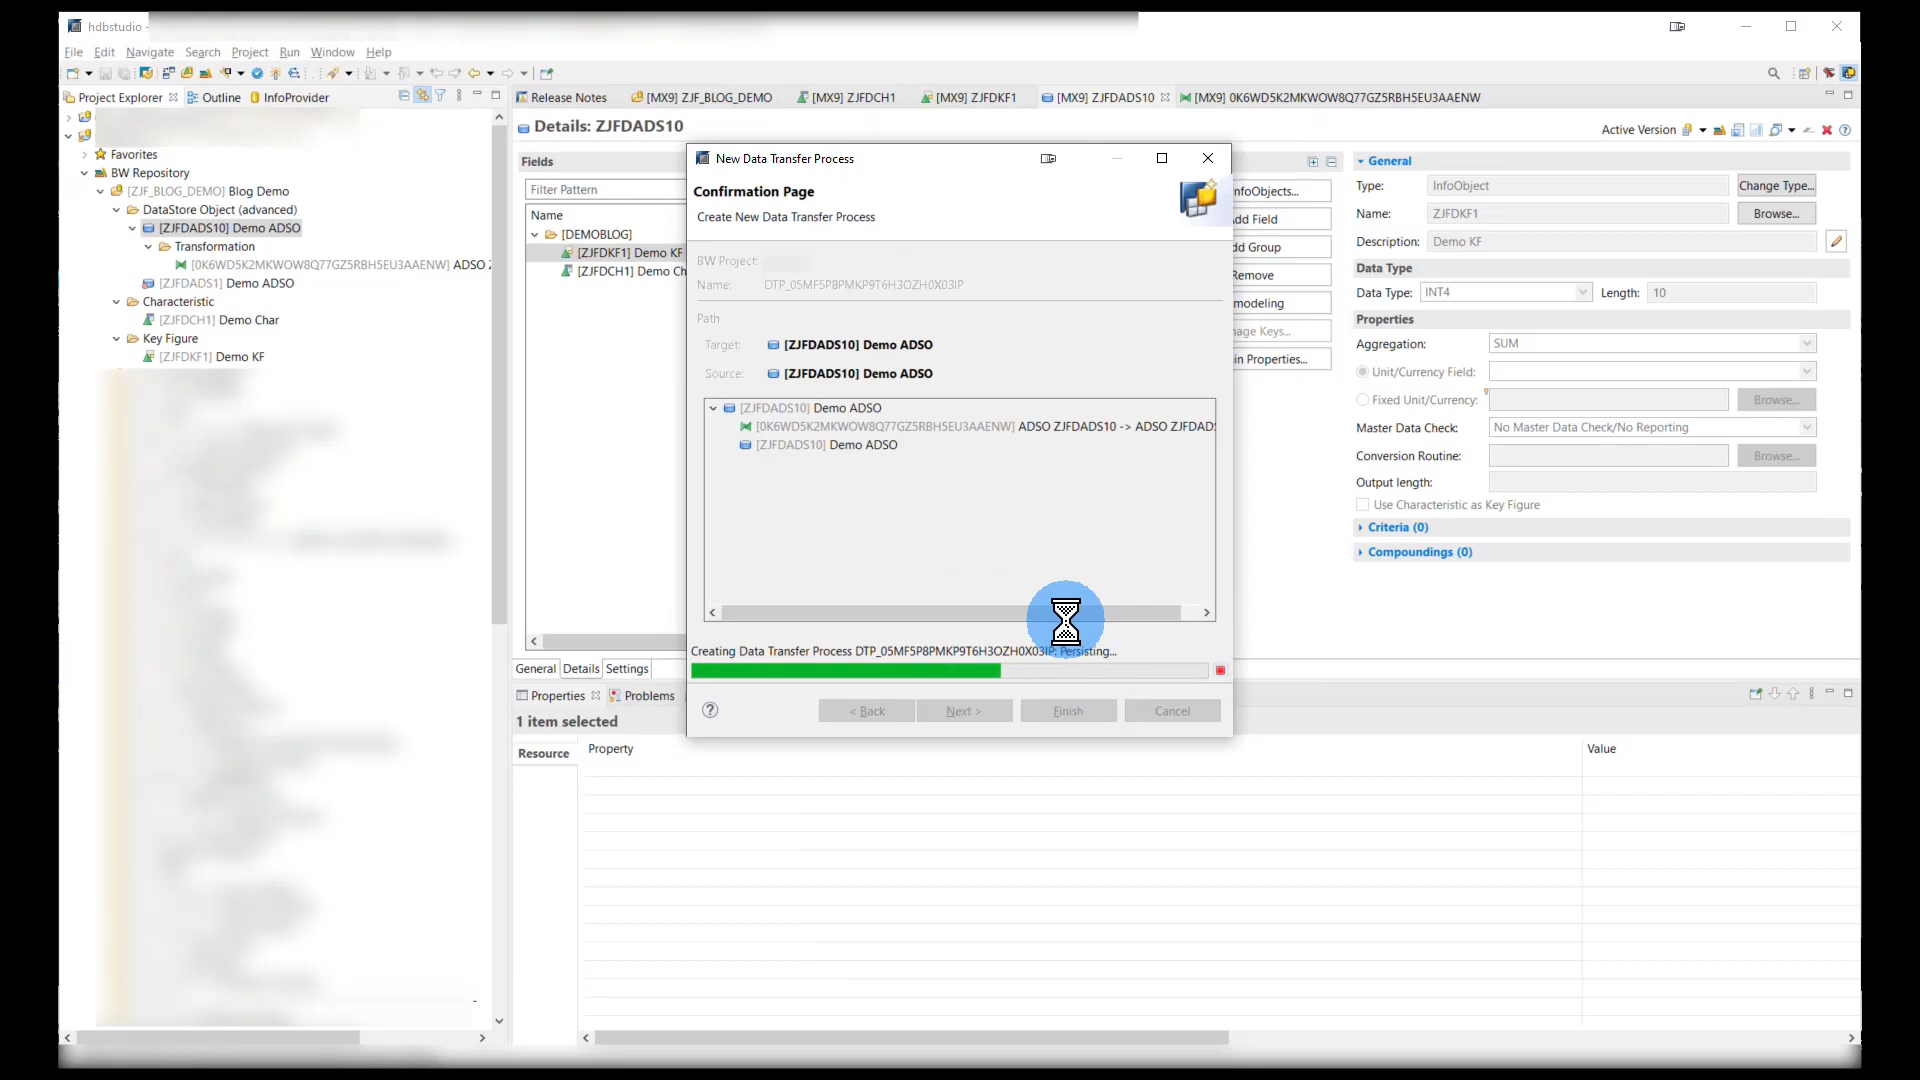 hdbstudio -
File Edit Navigate Search Project Run Window Help
Project Explorer Outline InfoProvider
Release Notes [MX9] ZJF_BLOG_DEMO [MX9] ZJFDCH1 [MX9] ZJFDKF1 [MX9] ZJFDADS10 [MX9] 0K6WD5K2MKWOW8Q77GZ5RBH5EU3AAENW
Favorites
BW Repository
[ZJF_BLOG_DEMO] Blog Demo
DataStore Object (advanced)
[ZJFDADS10] Demo ADSO
Transformation
[0K6WD5K2MKWOW8Q77GZ5RBH5EU3AAENW] ADSO Z
[ZJFDADS1] Demo ADSO
Characteristic
[ZJFDCH1] Demo Char
Key Figure
[ZJFDKF1] Demo KF
Details: ZJFDADS10
Active Version
Fields
Filter Pattern
Name
[DEMOBLOG]
[ZJFDKF1] Demo KF
[ZJFDCH1] Demo Ch
nfoObjects...
dd Field
dd Group
Remove
modeling
nage Keys...
in Properties...
General Details Settings
New Data Transfer Process
Confirmation Page
Create New Data Transfer Process
BW Project:
Name: DTP_05MF5P8PMKP9T6H3OZH0X03IP
Path
Target: [ZJFDADS10] Demo ADSO
Source: [ZJFDADS10] Demo ADSO
[ZJFDADS10] Demo ADSO
[0K6WD5K2MKWOW8Q77GZ5RBH5EU3AAENW] ADSO ZJFDADS10 -> ADSO ZJFDADS
[ZJFDADS10] Demo ADSO
Creating Data Transfer Process DTP_05MF5P8PMKP9T6H3OZH0X03IP: Persisting...
< Back Next > Finish Cancel
General
Type: InfoObject Change Type...
Name: ZJFDKF1 Browse...
Description: Demo KF
Data Type
Data Type: INT4 Length: 10
Properties
Aggregation: SUM
Unit/Currency Field:
Fixed Unit/Currency: Browse...
Master Data Check: No Master Data Check/No Reporting
Conversion Routine: Browse...
Output length:
Use Characteristic as Key Figure
Criteria (0)
Compoundings (0)
Properties Problems
1 item selected
Resource
Property Value